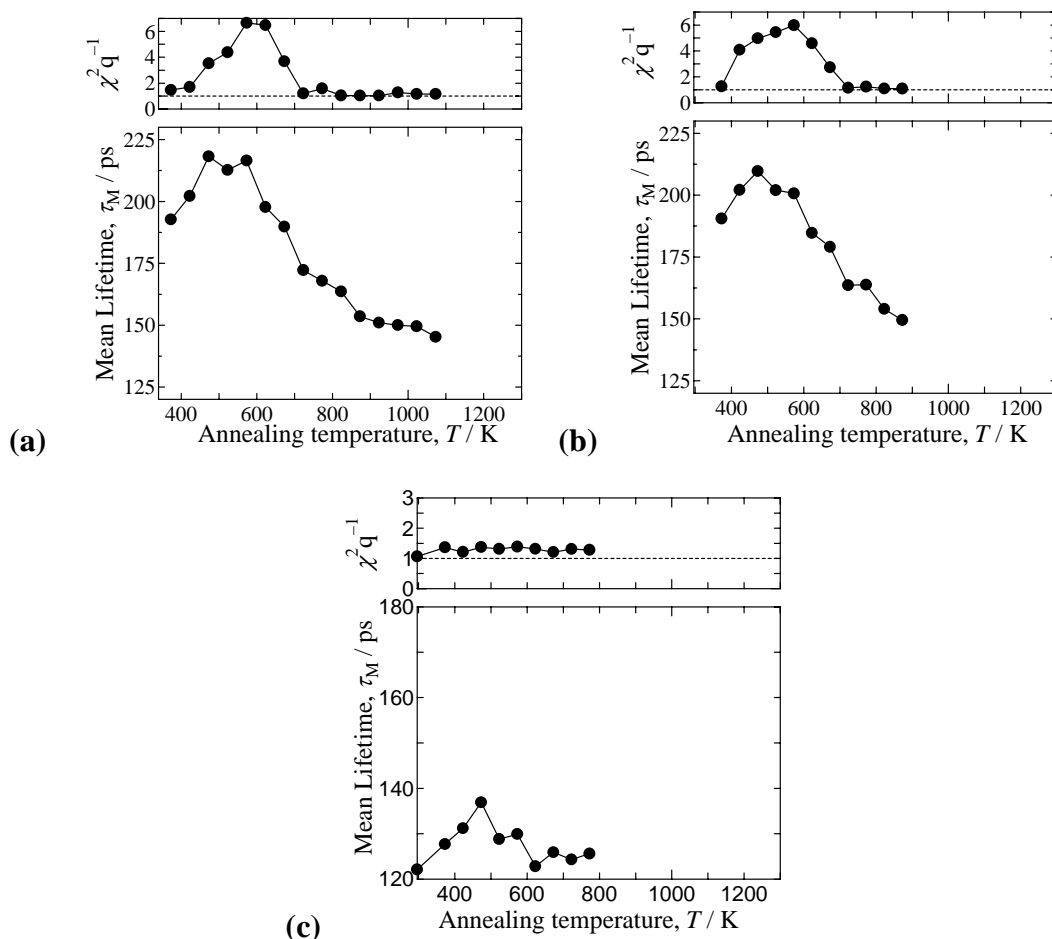 χ²q⁻¹
6
4
2
0
Mean Lifetime, τM / ps
225
200
175
150
125
400 600 800 1000 1200
Annealing temperature, T / K
(a)
χ²q⁻¹
6
4
2
0
Mean Lifetime, τM / ps
225
200
175
150
125
400 600 800 1000 1200
Annealing temperature, T / K
(b)
χ²q⁻¹
3
2
1
0
Mean Lifetime, τM / ps
180
160
140
120
400 600 800 1000 1200
Annealing temperature, T / K
(c)